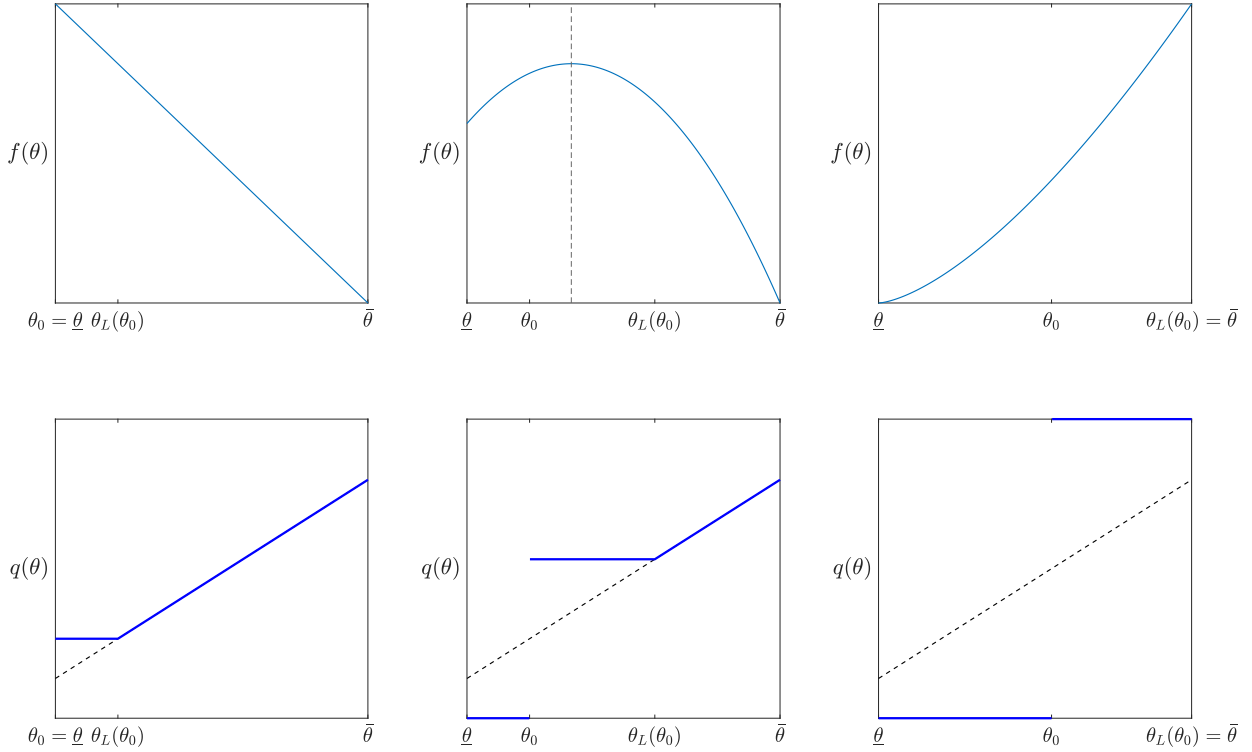 f(θ) f(θ) f(θ)
θ₀ = θ̲ θ_L(θ₀) θ̄ θ̲ θ₀ θ_L(θ₀) θ̄ θ̲ θ₀ θ_L(θ₀) = θ̄
q(θ) q(θ) q(θ)
θ₀ = θ̲ θ_L(θ₀) θ̄ θ̲ θ₀ θ_L(θ₀) θ̄ θ̲ θ₀ θ_L(θ₀) = θ̄